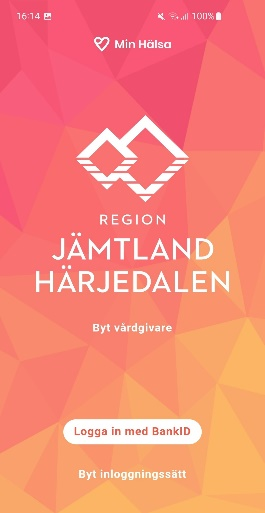 16:14
100%
Min Hälsa
REGION
JÄMTLAND
HÄRJEDALEN
Byt vårdgivare
Logga in med BankID
Byt inloggningssätt